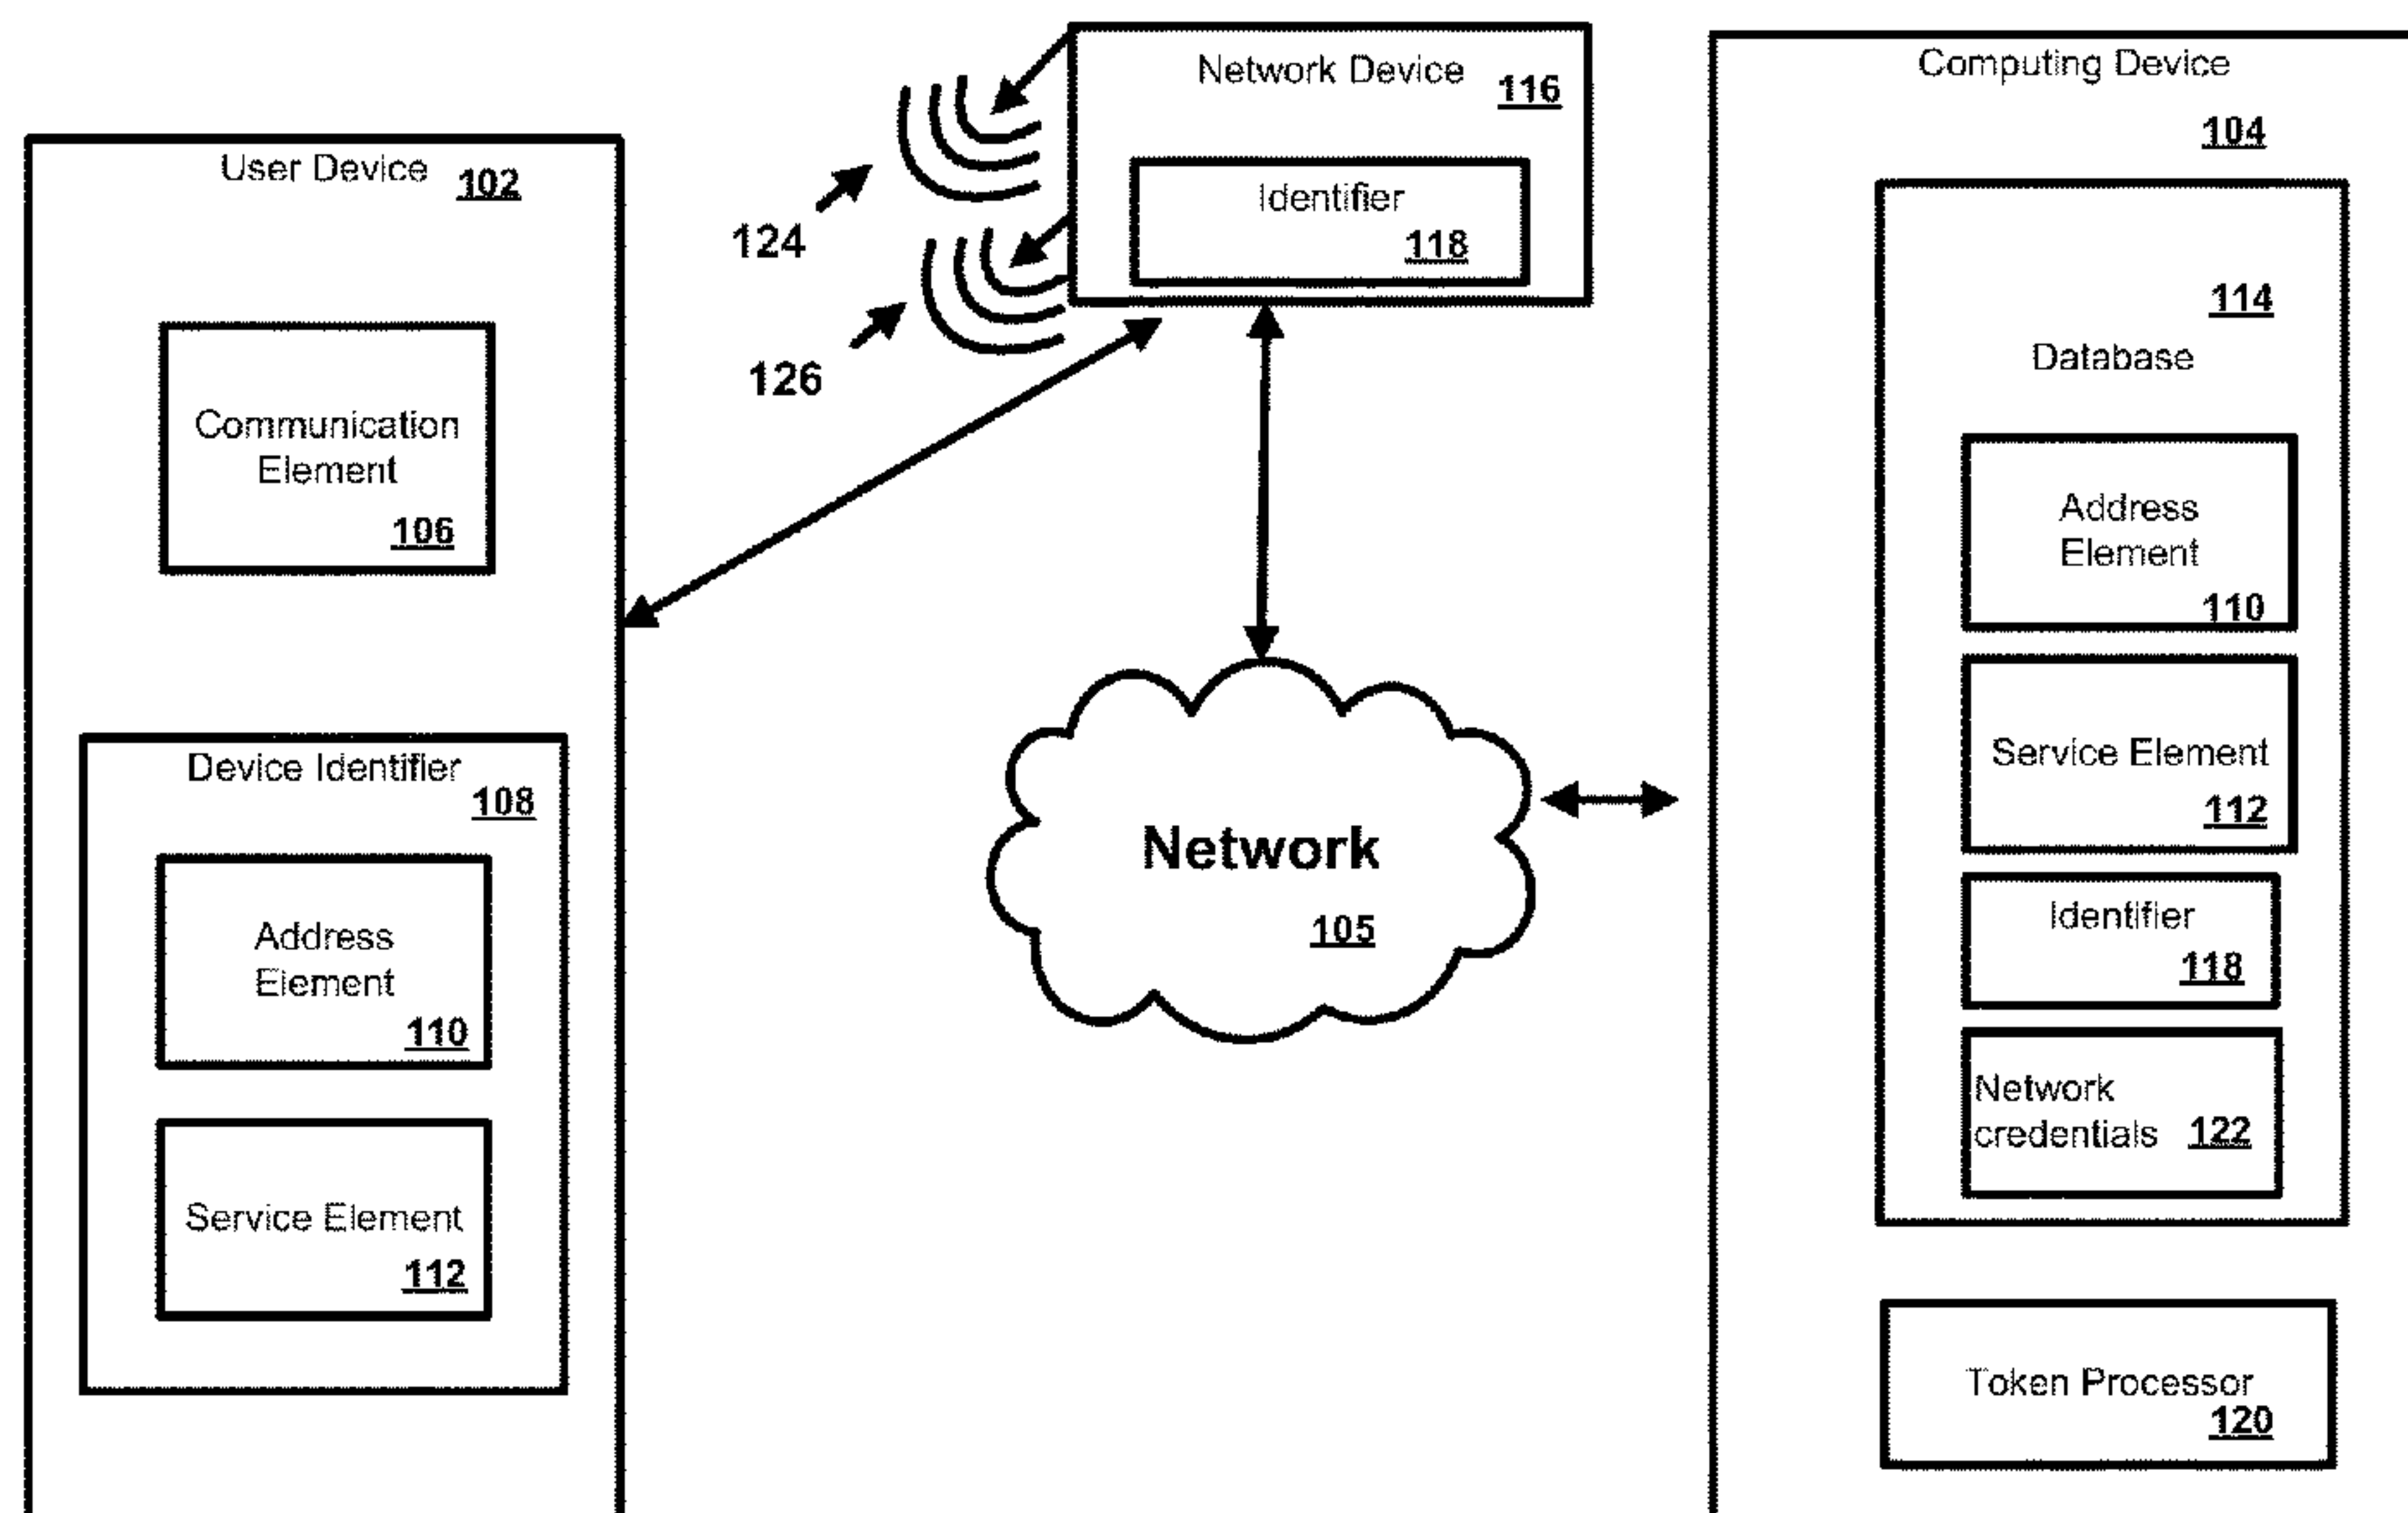 User Device 102
Communication
Element
106
Device Identifier
108
Address
Element
110
Service Element
112
124
126
Network Device
116
Identifier
118
Network
105
Computing Device
104
114
Database
Address
Element
110
Service Element
112
Identifier
118
Network
credentials 122
Token Processor
120